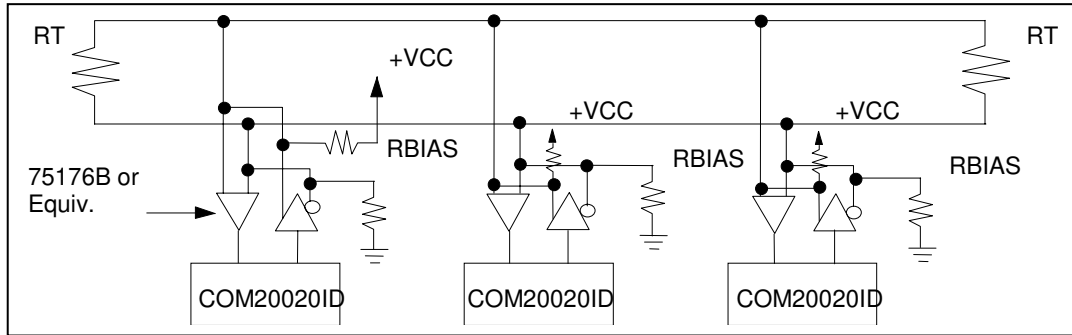 RT
RT
+VCC
+VCC
+VCC
RBIAS
RBIAS
RBIAS
75176B or
Equiv.
COM20020ID
COM20020ID
COM20020ID